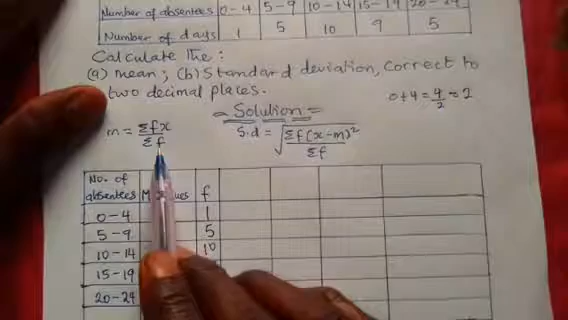 Number of absentees 0-4 5-9 10-14 15-19 20-24
Number of days 1 5 10 9 5
Calculate the:
(a) mean; (b) Standard deviation, correct to
two decimal places.
0+4=4/2=2
Solution
m = Σfx/Σf
S.d = √Σf(x-m)²/Σf
No. of
absentees f
0-4 1
5-9 5
10-14 10
15-19
20-24